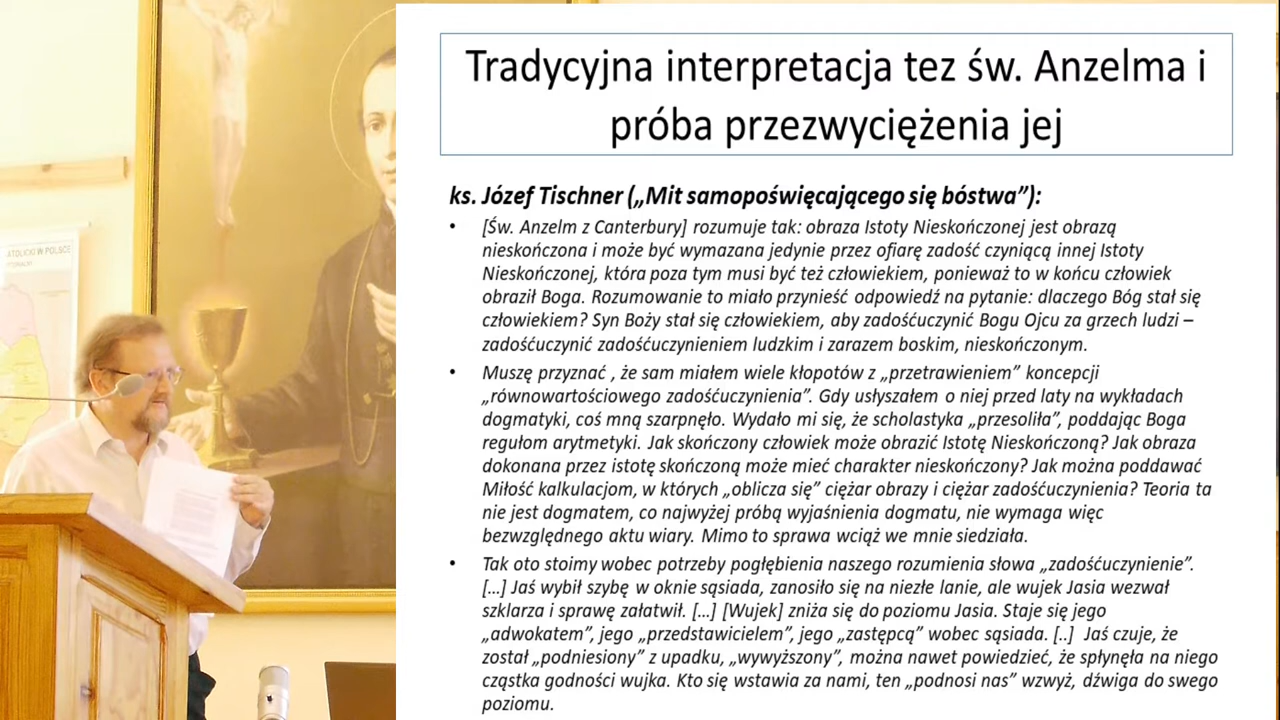 ATOLICKI W POLSCE
Tradycyjna interpretacja tez św. Anzelma i
próba przezwyciężenia jej
ks. Józef Tischner („Mit samopoświęcającego się bóstwa”):
• [Św. Anzelm z Canterbury] rozumuje tak: obraza Istoty Nieskończonej jest obrazą
nieskończona i może być wymazana jedynie przez ofiarę zadość czyniącą innej Istoty
Nieskończonej, która poza tym musi być też człowiekiem, ponieważ to w końcu człowiek
obraził Boga. Rozumowanie to miało przynieść odpowiedź na pytanie: dlaczego Bóg stał się
człowiekiem? Syn Boży stał się człowiekiem, aby zadośćuczynić Bogu Ojcu za grzech ludzi –
zadośćuczynić zadośćuczynieniem ludzkim i zarazem boskim, nieskończonym.
• Muszę przyznać , że sam miałem wiele kłopotów z „przetrawieniem” koncepcji
„równowartościowego zadośćuczynienia”. Gdy usłyszałem o niej przed laty na wykładach
dogmatyki, coś mną szarpnęło. Wydało mi się, że scholastyka „przesoliła”, poddając Boga
regułom arytmetyki. Jak skończony człowiek może obrazić Istotę Nieskończoną? Jak obraza
dokonana przez istotę skończoną może mieć charakter nieskończony? Jak można poddawać
Miłość kalkulacjom, w których „oblicza się” ciężar obrazy i ciężar zadośćuczynienia? Teoria ta
nie jest dogmatem, co najwyżej próbą wyjaśnienia dogmatu, nie wymaga więc
bezwzględnego aktu wiary. Mimo to sprawa wciąż we mnie siedziała.
• Tak oto stoimy wobec potrzeby pogłębienia naszego rozumienia słowa „zadośćuczynienie”.
[…] Jaś wybił szybę w oknie sąsiada, zanosiło się na niezłe lanie, ale wujek Jasia wezwał
szklarza i sprawę załatwił. […] [Wujek] zniża się do poziomu Jasia. Staje się jego
„adwokatem”, jego „przedstawicielem”, jego „zastępcą” wobec sąsiada. [..]  Jaś czuje, że
został „podniesiony” z upadku, „wywyższony”, można nawet powiedzieć, że spłynęła na niego
cząstka godności wujka. Kto się wstawia za nami, ten „podnosi nas” wzwyż, dźwiga do swego
poziomu.